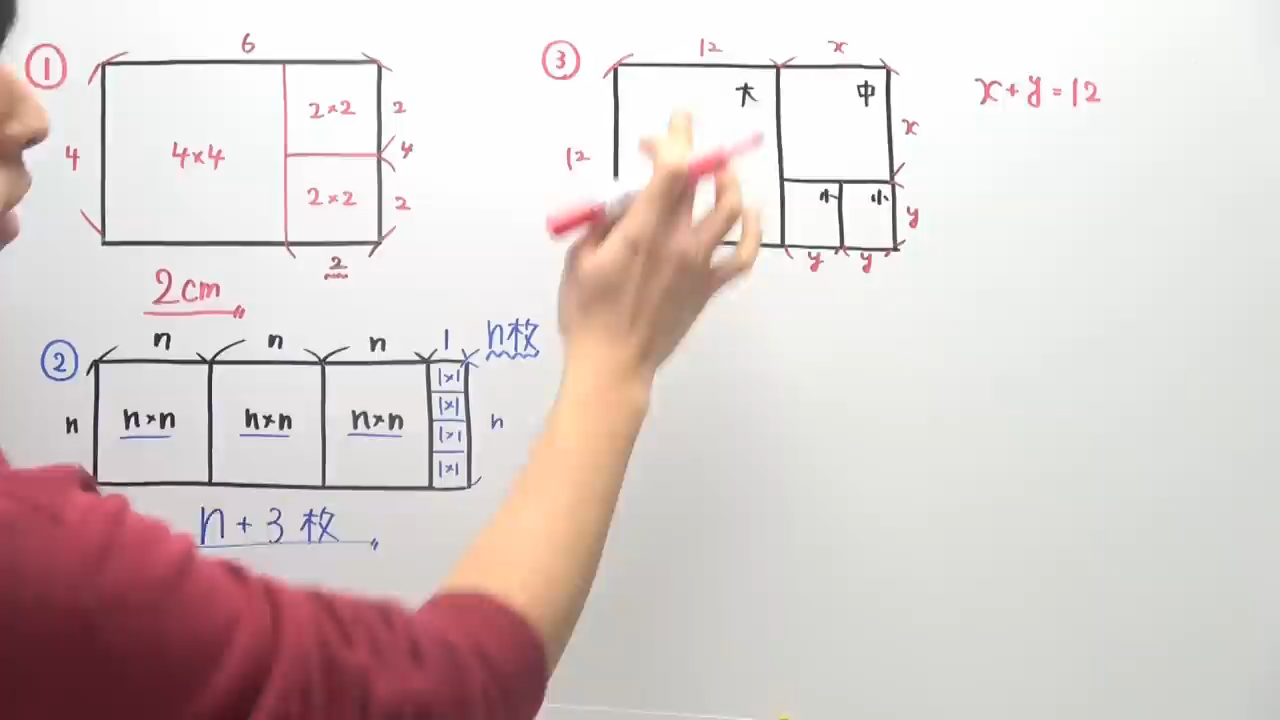 ①
6
4
4×4
2×2
2
4
2×2
2
2
2cm
②
n
n
n
1
n枚
n
n×n
n×n
n×n
1×1
1×1
1×1
1×1
n
n+3枚
③
12
x
大
中
12
x
小
小
y
y
y
x+y=12